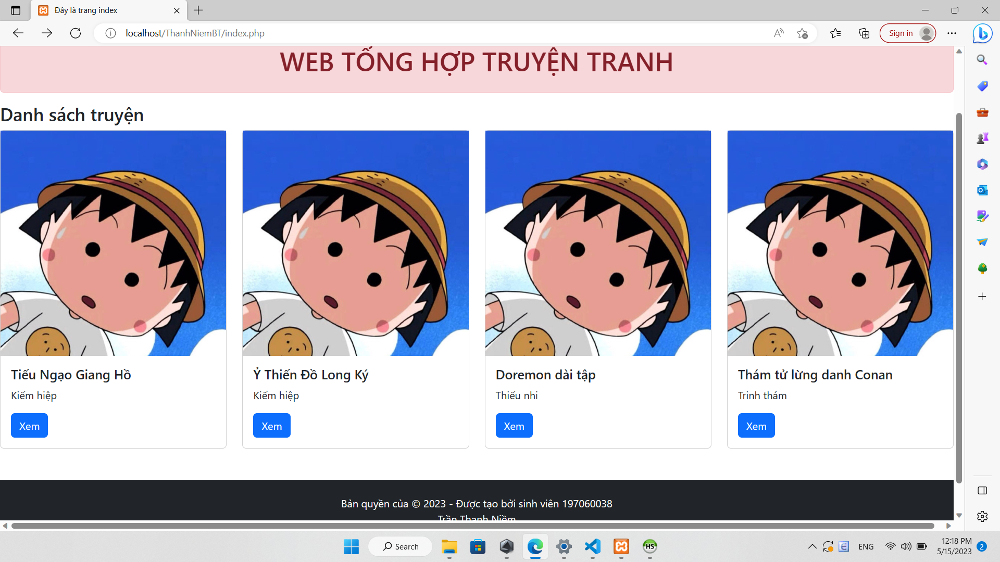 Đây là trang index
localhost/ThanhNiemBT/index.php
Sign in
WEB TỔNG HỢP TRUYỆN TRANH
Danh sách truyện
Tiếu Ngạo Giang Hồ
Kiếm hiệp
Xem
Ỷ Thiến Đồ Long Ký
Kiếm hiệp
Xem
Doremon dài tập
Thiếu nhi
Xem
Thám tử lừng danh Conan
Trinh thám
Xem
Bản quyền của © 2023 - Được tạo bởi sinh viên 197060038
Trần Thanh Niềm
Search
HS
ENG
12:18 PM
5/15/2023
2